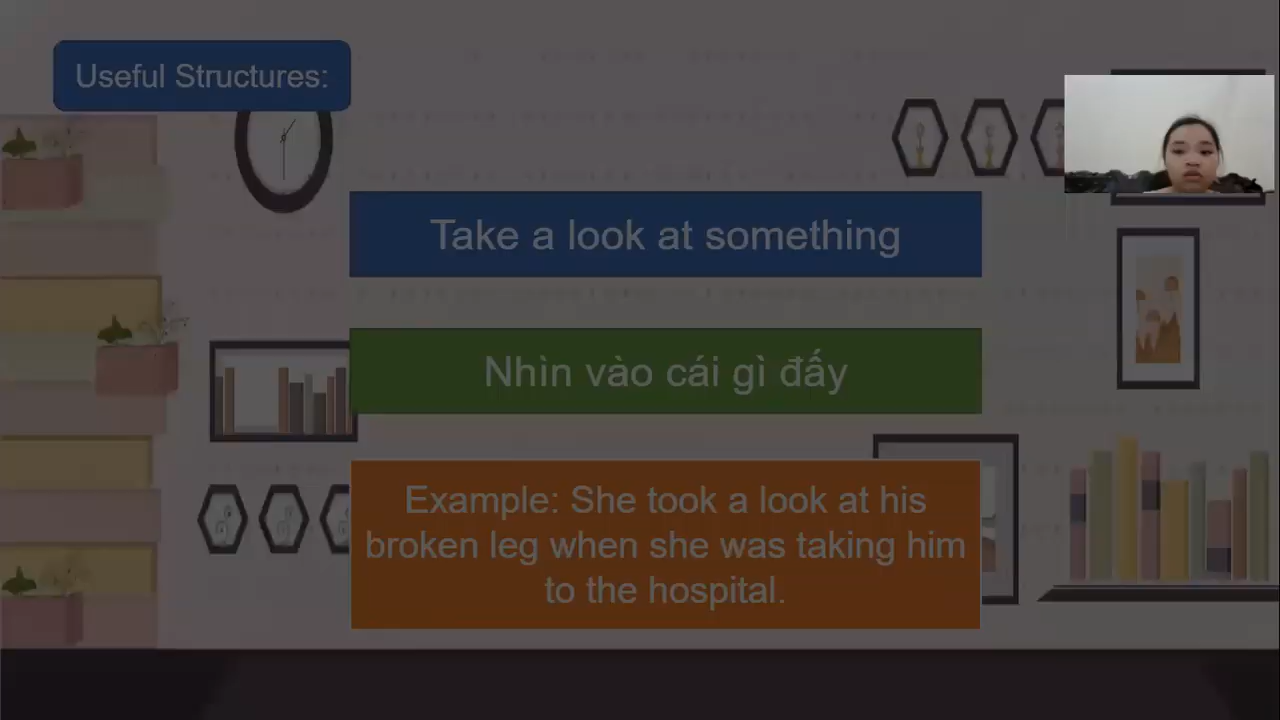 Useful Structures:
Take a look at something
Nhìn vào cái gì đấy
Example: She took a look at his
broken leg when she was taking him
to the hospital.